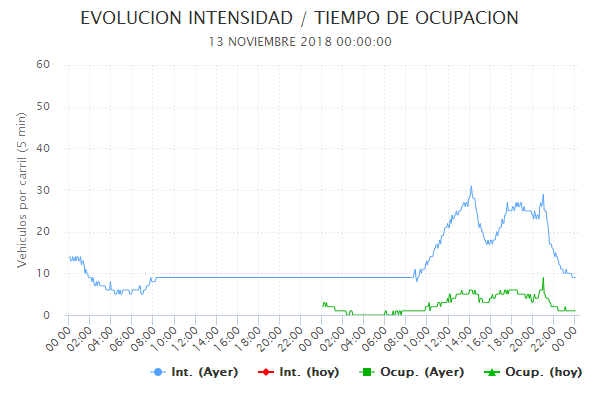 EVOLUCION INTENSIDAD / TIEMPO DE OCUPACION
13 NOVIEMBRE 2018 00:00:00
Vehiculos por carril (5 min)
60
50
40
30
20
10
0
00:00 02:00 04:00 06:00 08:00 10:00 12:00 14:00 16:00 18:00 20:00 22:00 00:00 02:00 04:00 06:00 08:00 10:00 12:00 14:00 16:00 18:00 20:00 22:00 00:00
Int. (Ayer) Int. (hoy) Ocup. (Ayer) Ocup. (hoy)